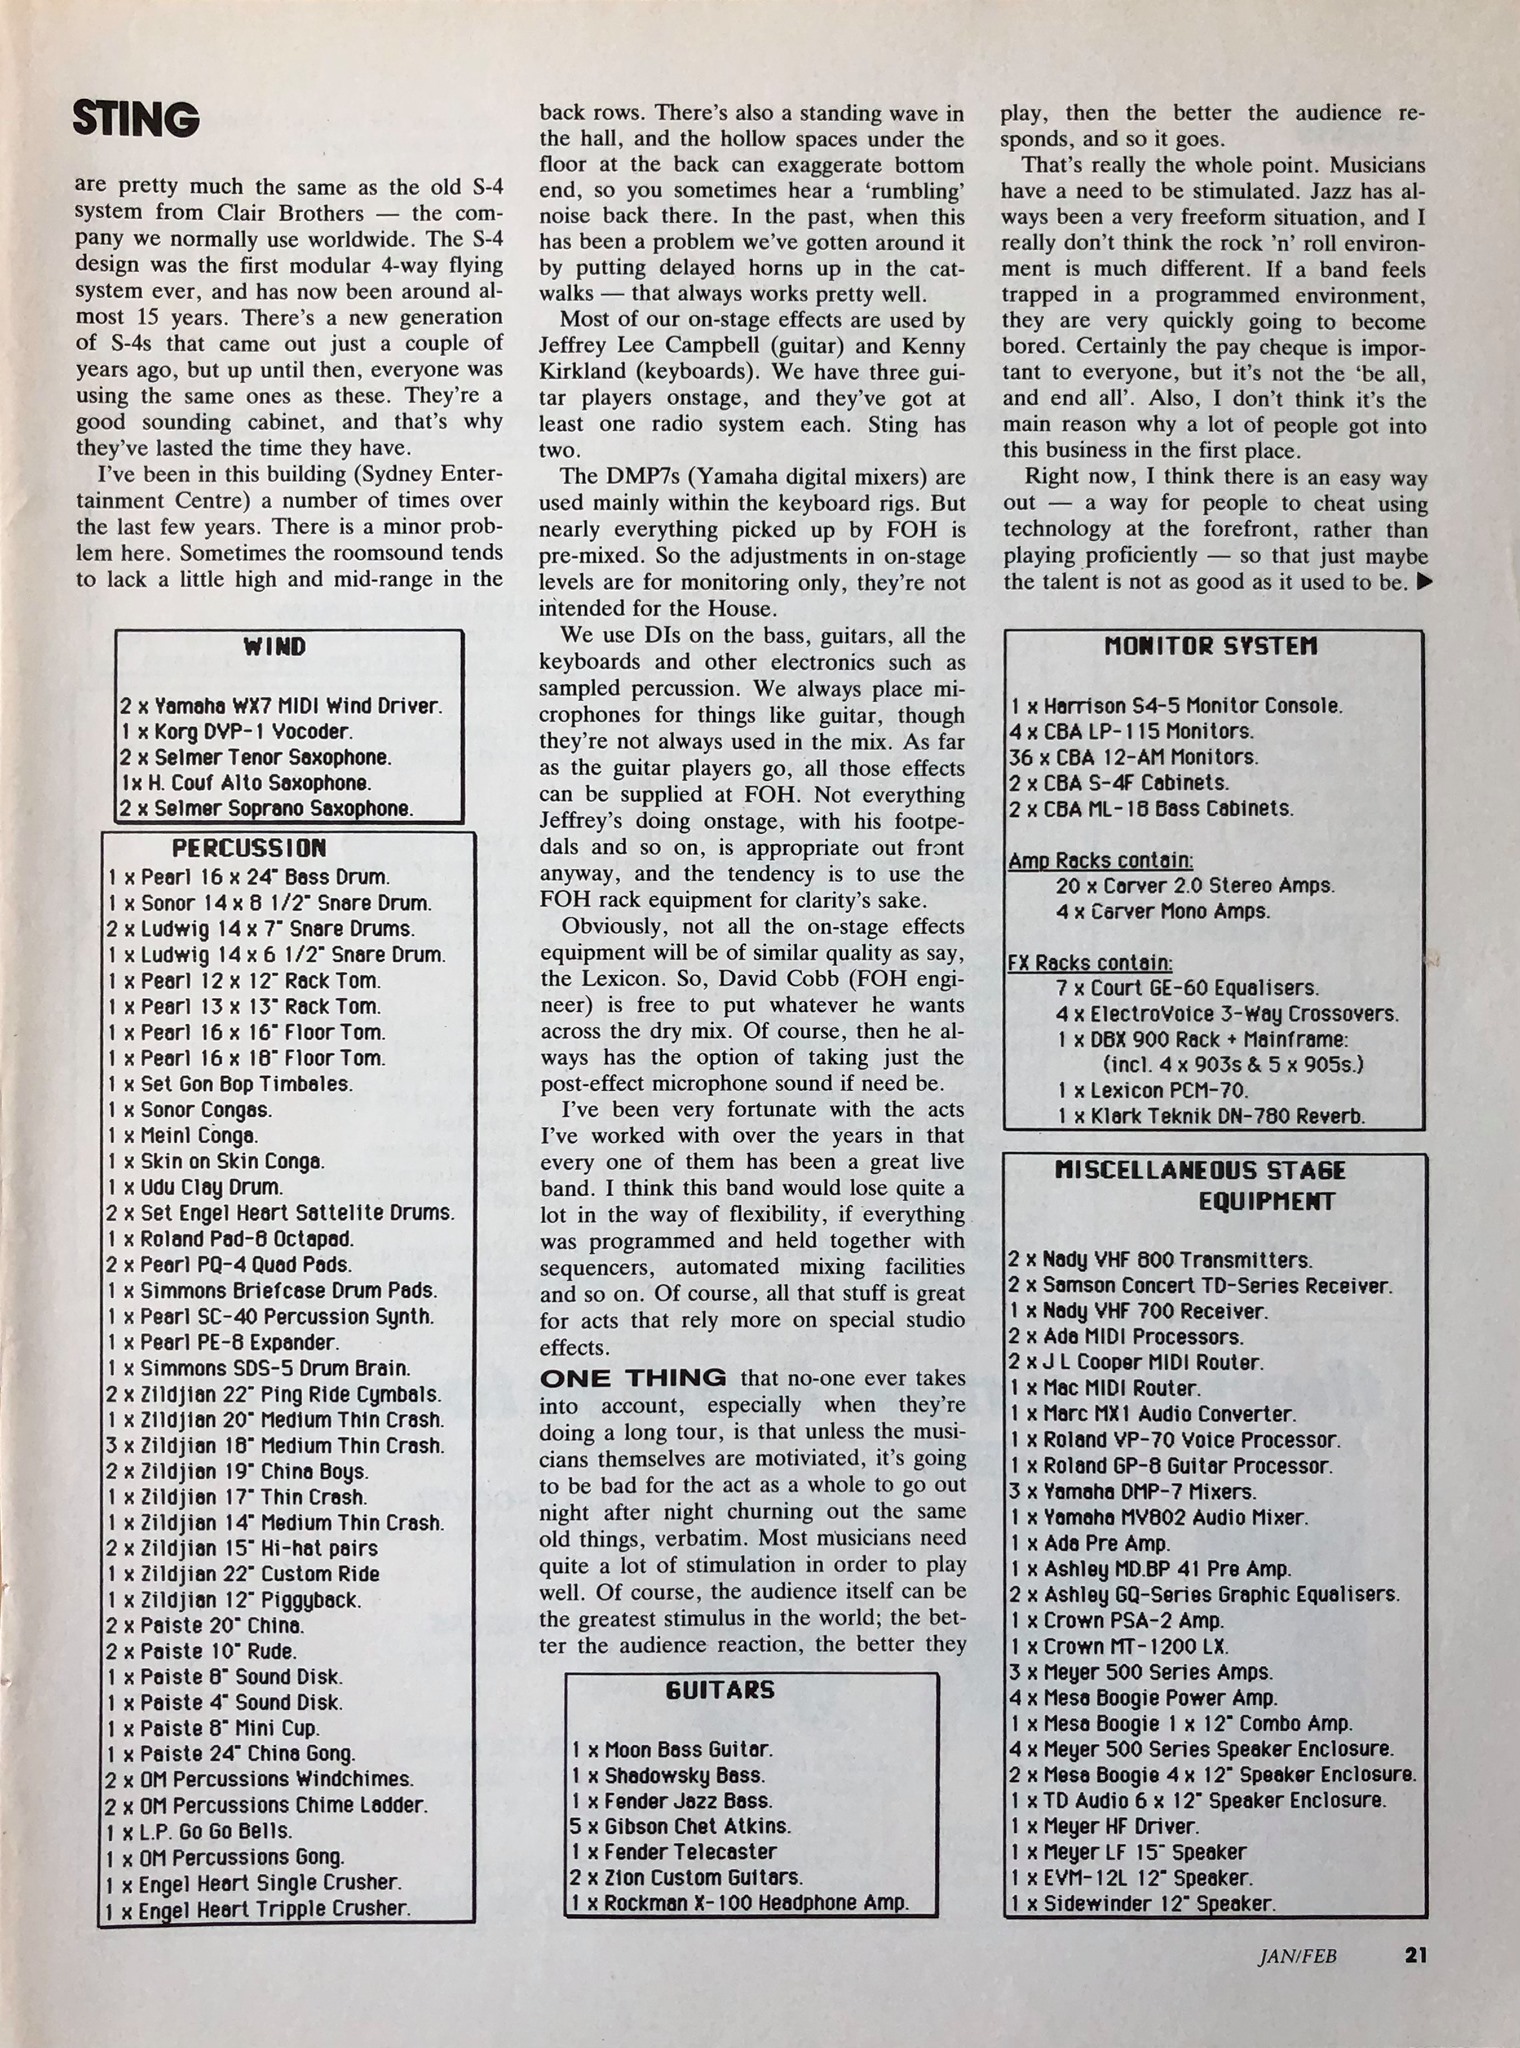 STING
are pretty much the same as the old S-4
system from Clair Brothers — the com-
pany we normally use worldwide. The S-4
design was the first modular 4-way flying
system ever, and has now been around al-
most 15 years. There's a new generation
of S-4s that came out just a couple of
years ago, but up until then, everyone was
using the same ones as these. They're a
good sounding cabinet, and that's why
they've lasted the time they have.
I've been in this building (Sydney Enter-
tainment Centre) a number of times over
the last few years. There is a minor prob-
lem here. Sometimes the roomsound tends
to lack a little high and mid-range in the
back rows. There's also a standing wave in
the hall, and the hollow spaces under the
floor at the back can exaggerate bottom
end, so you sometimes hear a 'rumbling'
noise back there. In the past, when this
has been a problem we've gotten around it
by putting delayed horns up in the cat-
walks — that always works pretty well.
Most of our on-stage effects are used by
Jeffrey Lee Campbell (guitar) and Kenny
Kirkland (keyboards). We have three gui-
tar players onstage, and they've got at
least one radio system each. Sting has
two.
The DMP7s (Yamaha digital mixers) are
used mainly within the keyboard rigs. But
nearly everything picked up by FOH is
pre-mixed. So the adjustments in on-stage
levels are for monitoring only, they're not
intended for the House.
We use DIs on the bass, guitars, all the
keyboards and other electronics such as
sampled percussion. We always place mi-
crophones for things like guitar, though
they're not always used in the mix. As far
as the guitar players go, all those effects
can be supplied at FOH. Not everything
Jeffrey's doing onstage, with his footpe-
dals and so on, is appropriate out front
anyway, and the tendency is to use the
FOH rack equipment for clarity's sake.
Obviously, not all the on-stage effects
equipment will be of similar quality as say,
the Lexicon. So, David Cobb (FOH engi-
neer) is free to put whatever he wants
across the dry mix. Of course, then he al-
ways has the option of taking just the
post-effect microphone sound if need be.
I've been very fortunate with the acts
I've worked with over the years in that
every one of them has been a great live
band. I think this band would lose quite a
lot in the way of flexibility, if everything
was programmed and held together with
sequencers, automated mixing facilities
and so on. Of course, all that stuff is great
for acts that rely more on special studio
effects.
ONE THING that no-one ever takes
into account, especially when they're
doing a long tour, is that unless the musi-
cians themselves are motiviated, it's going
to be bad for the act as a whole to go out
night after night churning out the same
old things, verbatim. Most musicians need
quite a lot of stimulation in order to play
well. Of course, the audience itself can be
the greatest stimulus in the world; the bet-
ter the audience reaction, the better they
play, then the better the audience re-
sponds, and so it goes.
That's really the whole point. Musicians
have a need to be stimulated. Jazz has al-
ways been a very freeform situation, and I
really don't think the rock 'n' roll environ-
ment is much different. If a band feels
trapped in a programmed environment,
they are very quickly going to become
bored. Certainly the pay cheque is impor-
tant to everyone, but it's not the 'be all,
and end all'. Also, I don't think it's the
main reason why a lot of people got into
this business in the first place.
Right now, I think there is an easy way
out — a way for people to cheat using
technology at the forefront, rather than
playing proficiently — so that just maybe
the talent is not as good as it used to be. ▶
WIND
2 x Yamaha WX7 MIDI Wind Driver.
1 x Korg DVP-1 Vocoder.
2 x Selmer Tenor Saxophone.
1x H. Couf Alto Saxophone.
2 x Selmer Soprano Saxophone.
PERCUSSION
1 x Pearl 16 x 24" Bass Drum.
1 x Sonor 14 x 8 1/2" Snare Drum.
2 x Ludwig 14 x 7" Snare Drums.
1 x Ludwig 14 x 6 1/2" Snare Drum.
1 x Pearl 12 x 12" Rack Tom.
1 x Pearl 13 x 13" Rack Tom.
1 x Pearl 16 x 16" Floor Tom.
1 x Pearl 16 x 18" Floor Tom.
1 x Set Gon Bop Timbales.
1 x Sonor Congas.
1 x Meinl Conga.
1 x Skin on Skin Conga.
1 x Udu Clay Drum.
2 x Set Engel Heart Sattelite Drums.
1 x Roland Pad-8 Octapad.
2 x Pearl PQ-4 Quad Pads.
1 x Simmons Briefcase Drum Pads.
1 x Pearl SC-40 Percussion Synth.
1 x Pearl PE-8 Expander.
1 x Simmons SDS-5 Drum Brain.
2 x Zildjian 22" Ping Ride Cymbals.
1 x Zildjian 20" Medium Thin Crash.
3 x Zildjian 18" Medium Thin Crash.
2 x Zildjian 19" China Boys.
1 x Zildjian 17" Thin Crash.
1 x Zildjian 14" Medium Thin Crash.
2 x Zildjian 15" Hi-hat pairs
1 x Zildjian 22" Custom Ride
1 x Zildjian 12" Piggyback.
2 x Paiste 20" China.
2 x Paiste 10" Rude.
1 x Paiste 8" Sound Disk.
1 x Paiste 4" Sound Disk.
1 x Paiste 8" Mini Cup.
1 x Paiste 24" China Gong.
2 x OM Percussions Windchimes.
2 x OM Percussions Chime Ladder.
1 x L.P. Go Go Bells.
1 x OM Percussions Gong.
1 x Engel Heart Single Crusher.
1 x Engel Heart Tripple Crusher.
GUITARS
1 x Moon Bass Guitar.
1 x Shadowsky Bass.
1 x Fender Jazz Bass.
5 x Gibson Chet Atkins.
1 x Fender Telecaster
2 x Zion Custom Guitars.
1 x Rockman X-100 Headphone Amp.
MONITOR SYSTEM
1 x Harrison S4-5 Monitor Console.
4 x CBA LP-115 Monitors.
36 x CBA 12-AM Monitors.
2 x CBA S-4F Cabinets.
2 x CBA ML-18 Bass Cabinets.
Amp Racks contain:
20 x Carver 2.0 Stereo Amps.
4 x Carver Mono Amps.
FX Racks contain:
7 x Court GE-60 Equalisers.
4 x ElectroVoice 3-Way Crossovers.
1 x DBX 900 Rack + Mainframe:
(incl. 4 x 903s & 5 x 905s.)
1 x Lexicon PCM-70.
1 x Klark Teknik DN-780 Reverb.
MISCELLANEOUS STAGE
EQUIPMENT
2 x Nady VHF 800 Transmitters.
2 x Samson Concert TD-Series Receiver.
1 x Nady VHF 700 Receiver.
2 x Ada MIDI Processors.
2 x J L Cooper MIDI Router.
1 x Mac MIDI Router.
1 x Marc MX1 Audio Converter.
1 x Roland VP-70 Voice Processor.
1 x Roland GP-8 Guitar Processor.
3 x Yamaha DMP-7 Mixers.
1 x Yamaha MV802 Audio Mixer.
1 x Ada Pre Amp.
1 x Ashley MD.BP 41 Pre Amp.
2 x Ashley GQ-Series Graphic Equalisers.
1 x Crown PSA-2 Amp.
1 x Crown MT-1200 LX.
3 x Meyer 500 Series Amps.
4 x Mesa Boogie Power Amp.
1 x Mesa Boogie 1 x 12" Combo Amp.
4 x Meyer 500 Series Speaker Enclosure.
2 x Mesa Boogie 4 x 12" Speaker Enclosure.
1 x TD Audio 6 x 12" Speaker Enclosure.
1 x Meyer HF Driver.
1 x Meyer LF 15" Speaker
1 x EVM-12L 12" Speaker.
1 x Sidewinder 12" Speaker.
JAN/FEB 21